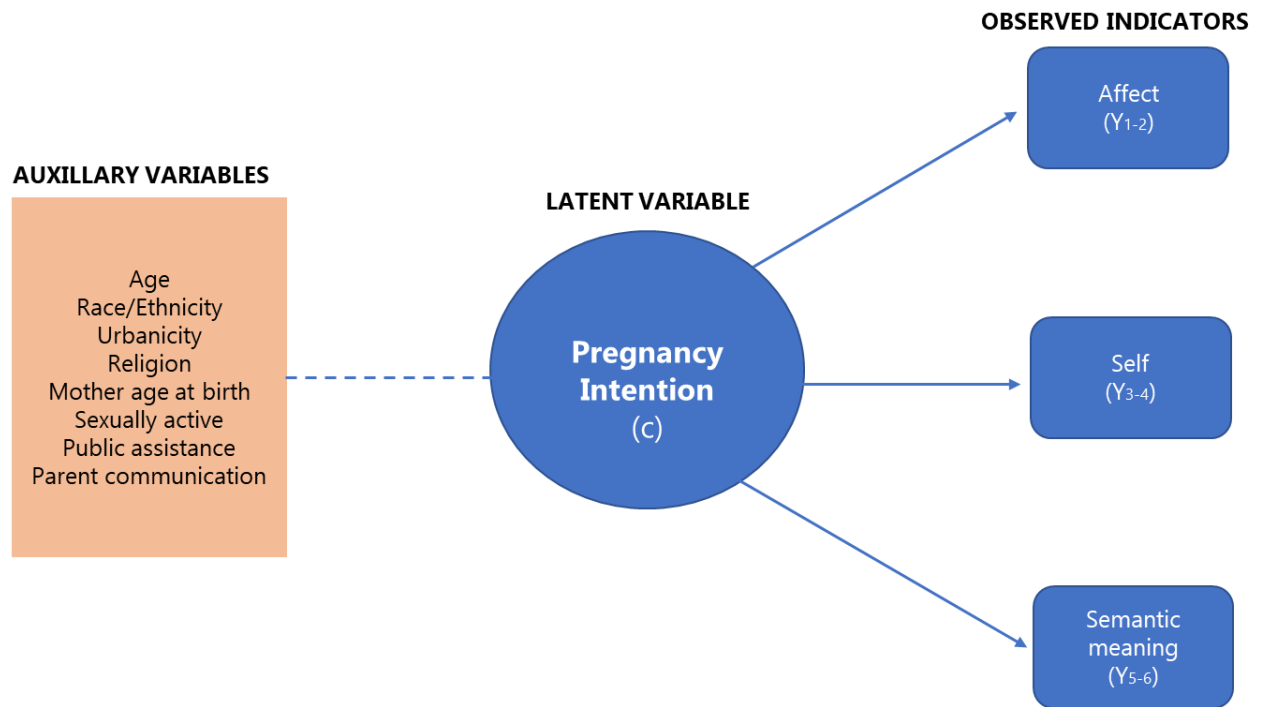 AUXILLARY VARIABLES
Age
Race/Ethnicity
Urbanicity
Religion
Mother age at birth
Sexually active
Public assistance
Parent communication
LATENT VARIABLE
Pregnancy
Intention
(c)
OBSERVED INDICATORS
Affect
(Y1-2)
Self
(Y3-4)
Semantic
meaning
(Y5-6)